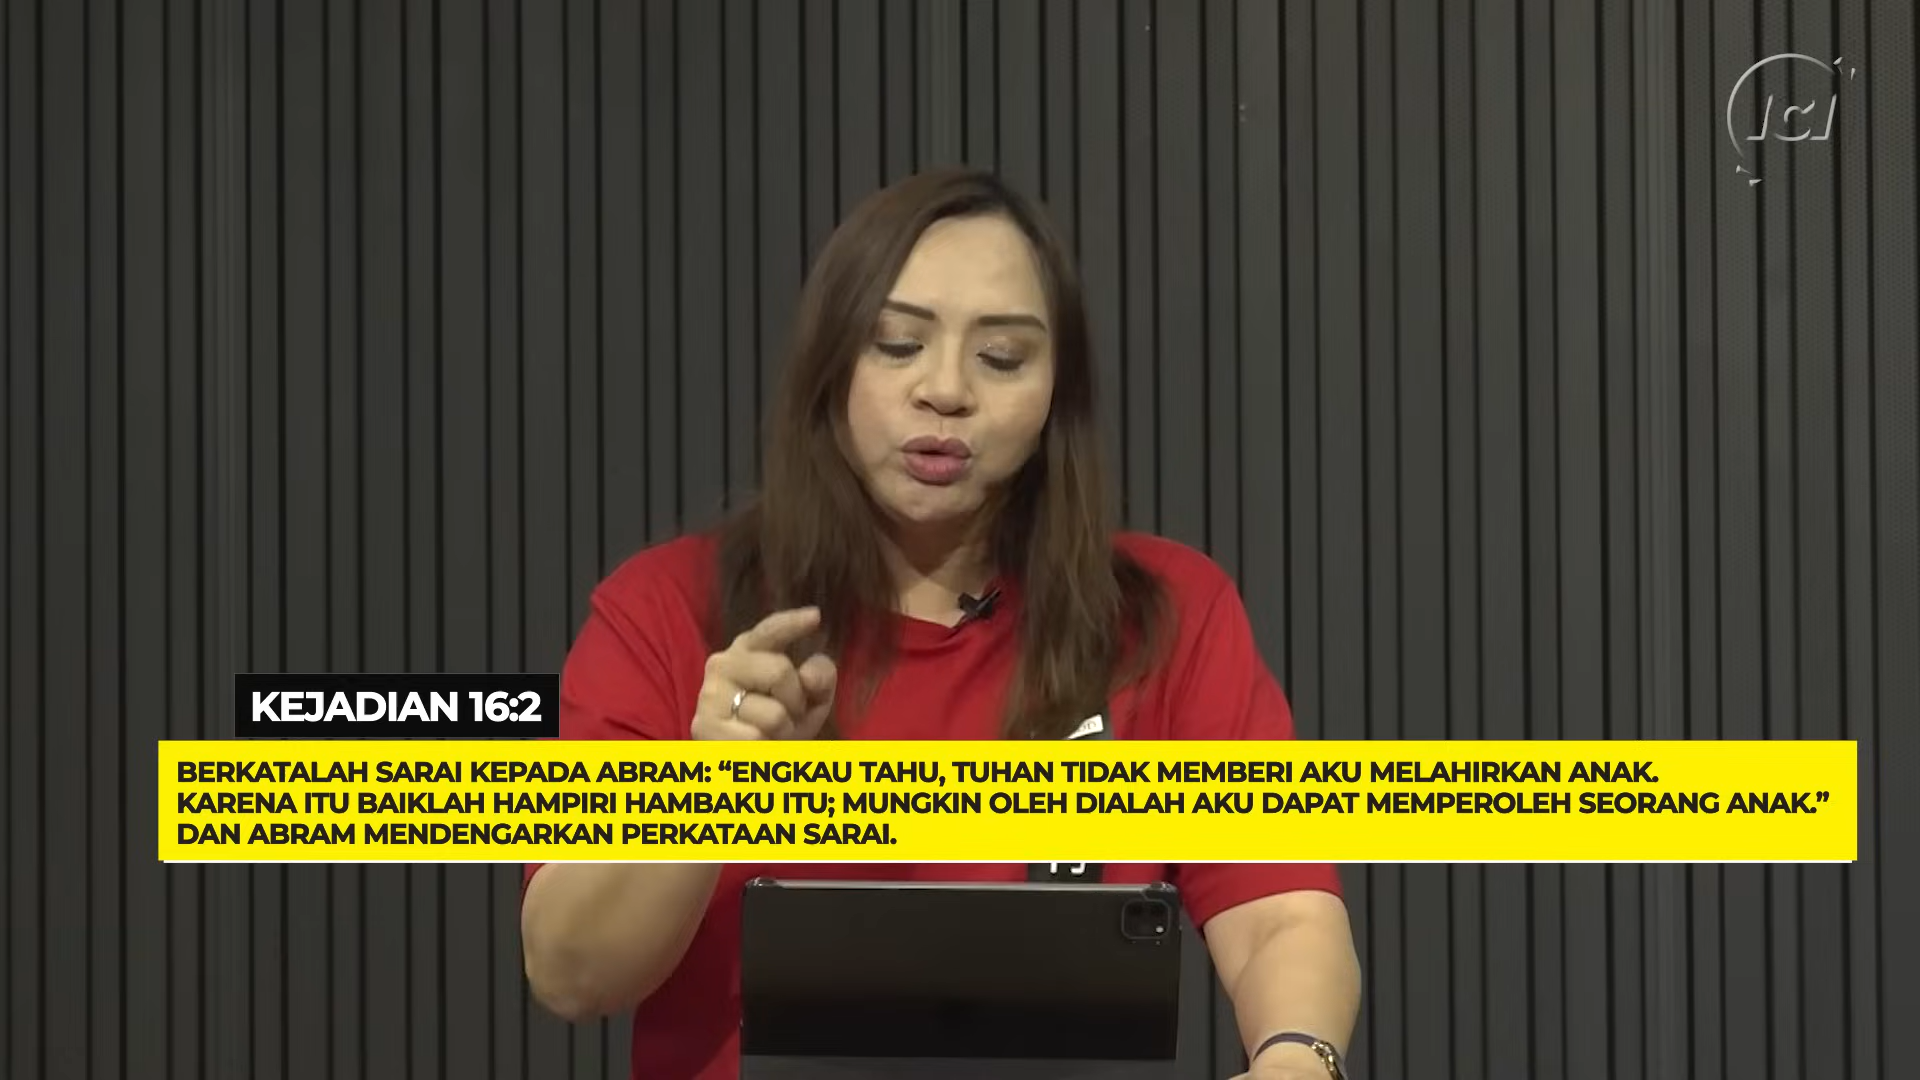 ICI
KEJADIAN 16:2
BERKATALAH SARAI KEPADA ABRAM: “ENGKAU TAHU, TUHAN TIDAK MEMBERI AKU MELAHIRKAN ANAK.
KARENA ITU BAIKLAH HAMPIRI HAMBAKU ITU; MUNGKIN OLEH DIALAH AKU DAPAT MEMPEROLEH SEORANG ANAK.”
DAN ABRAM MENDENGARKAN PERKATAAN SARAI.